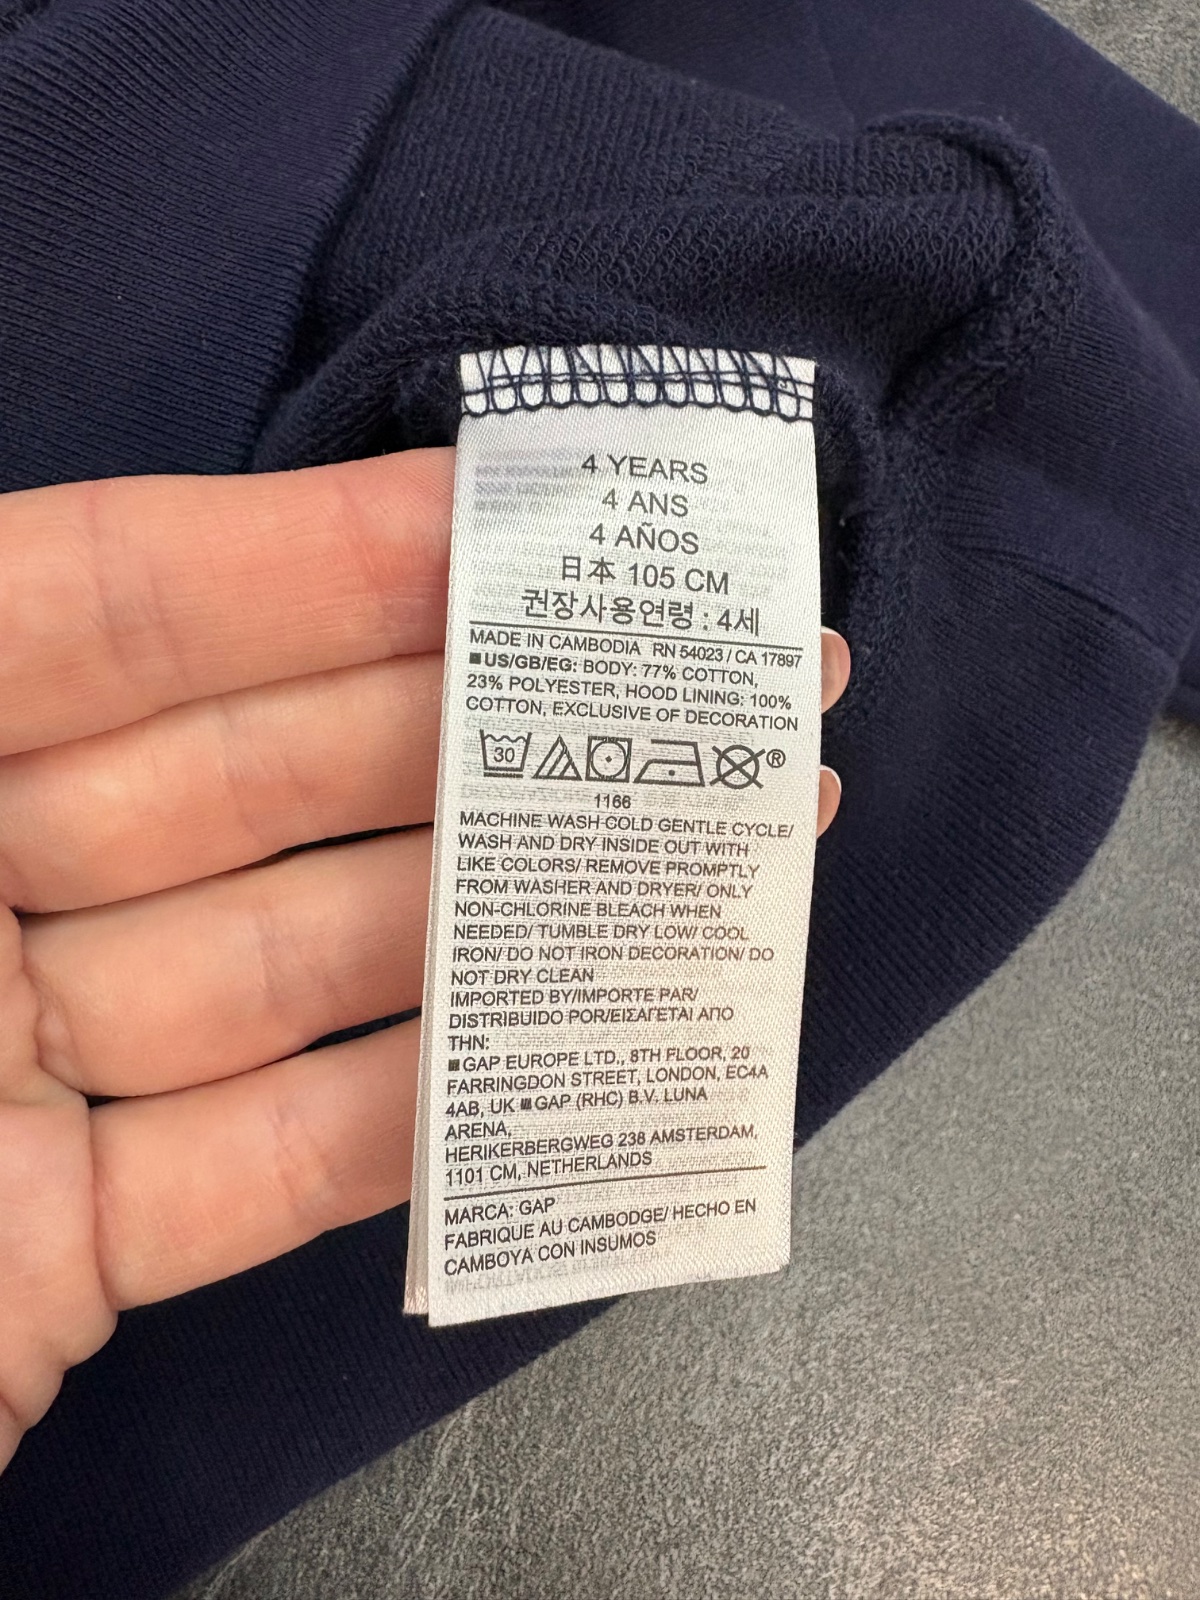 4 YEARS
4 ANS
4 AÑOS
日本 105 CM
권장사용연령 : 4세
MADE IN CAMBODIA RN 54023 / CA 17897
■US/GB/EG: BODY: 77% COTTON,
23% POLYESTER, HOOD LINING: 100%
COTTON, EXCLUSIVE OF DECORATION
30
®
1166
MACHINE WASH COLD GENTLE CYCLE/
WASH AND DRY INSIDE OUT WITH
LIKE COLORS/ REMOVE PROMPTLY
FROM WASHER AND DRYER/ ONLY
NON-CHLORINE BLEACH WHEN
NEEDED/ TUMBLE DRY LOW/ COOL
IRON/ DO NOT IRON DECORATION/ DO
NOT DRY CLEAN
IMPORTED BY/IMPORTE PAR/
DISTRIBUIDO POR/ΕΙΣΑΓΕΤΑΙ ΑΠΟ
ΤΗΝ:
■GAP EUROPE LTD., 8TH FLOOR, 20
FARRINGDON STREET, LONDON, EC4A
4AB, UK ■GAP (RHC) B.V. LUNA
ARENA,
HERIKERBERGWEG 238 AMSTERDAM,
1101 CM, NETHERLANDS
MARCA: GAP
FABRIQUE AU CAMBODGE/ HECHO EN
CAMBOYA CON INSUMOS